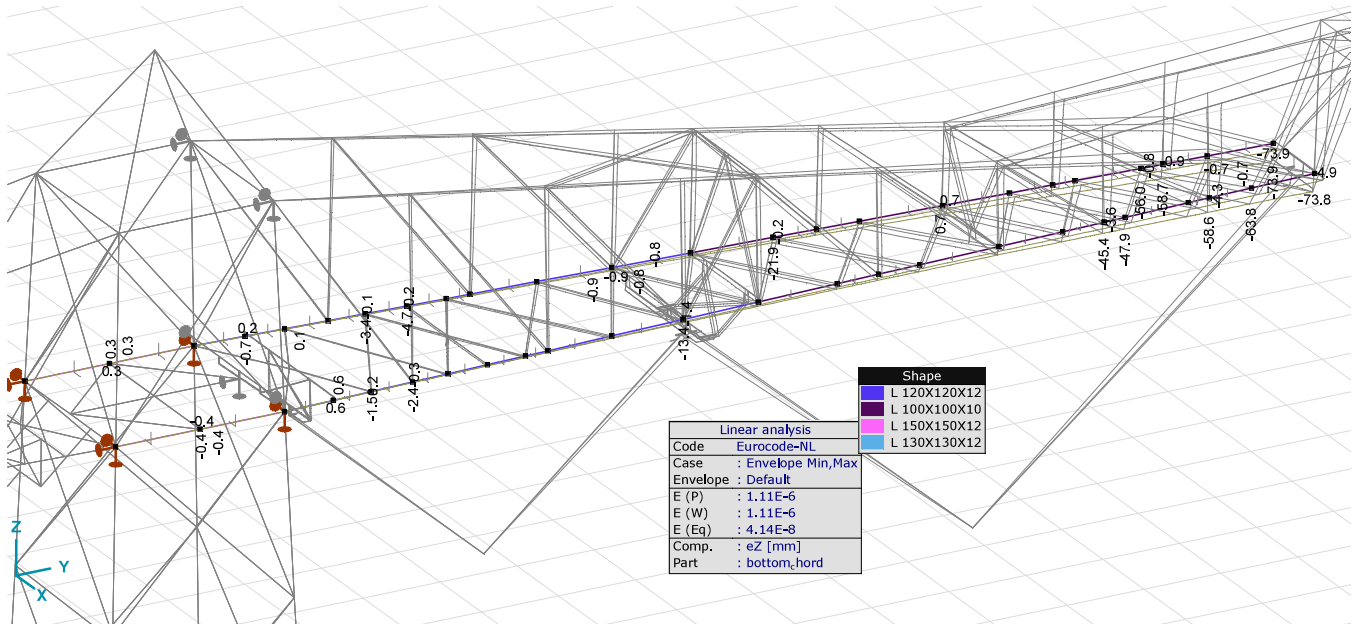 -73.9
-4.9
-73.8
0.7
-0.2
-21.9
-45.4
-47.9
-56.0
-58.7
-0.9
-0.7
-0.7
-58.6
-63.8
-73.9
-0.8
-0.9
-0.9
-0.8
-13.4
-3.4
-0.1
-4.7
-0.2
0.2
-0.7
0.1
0.3
0.3
0.3
0.6
0.6
-2.4
-0.3
-0.4
-0.4
-0.4
Shape
L 120X120X12
L 100X100X10
L 150X150X12
L 130X130X12
Linear analysis
Code Eurocode-NL
Case : Envelope Min,Max
Envelope : Default
E (P) : 1.11E-6
E (W) : 1.11E-6
E (Eq) : 4.14E-8
Comp. : eZ [mm]
Part : bottom_chord
Z
Y
X